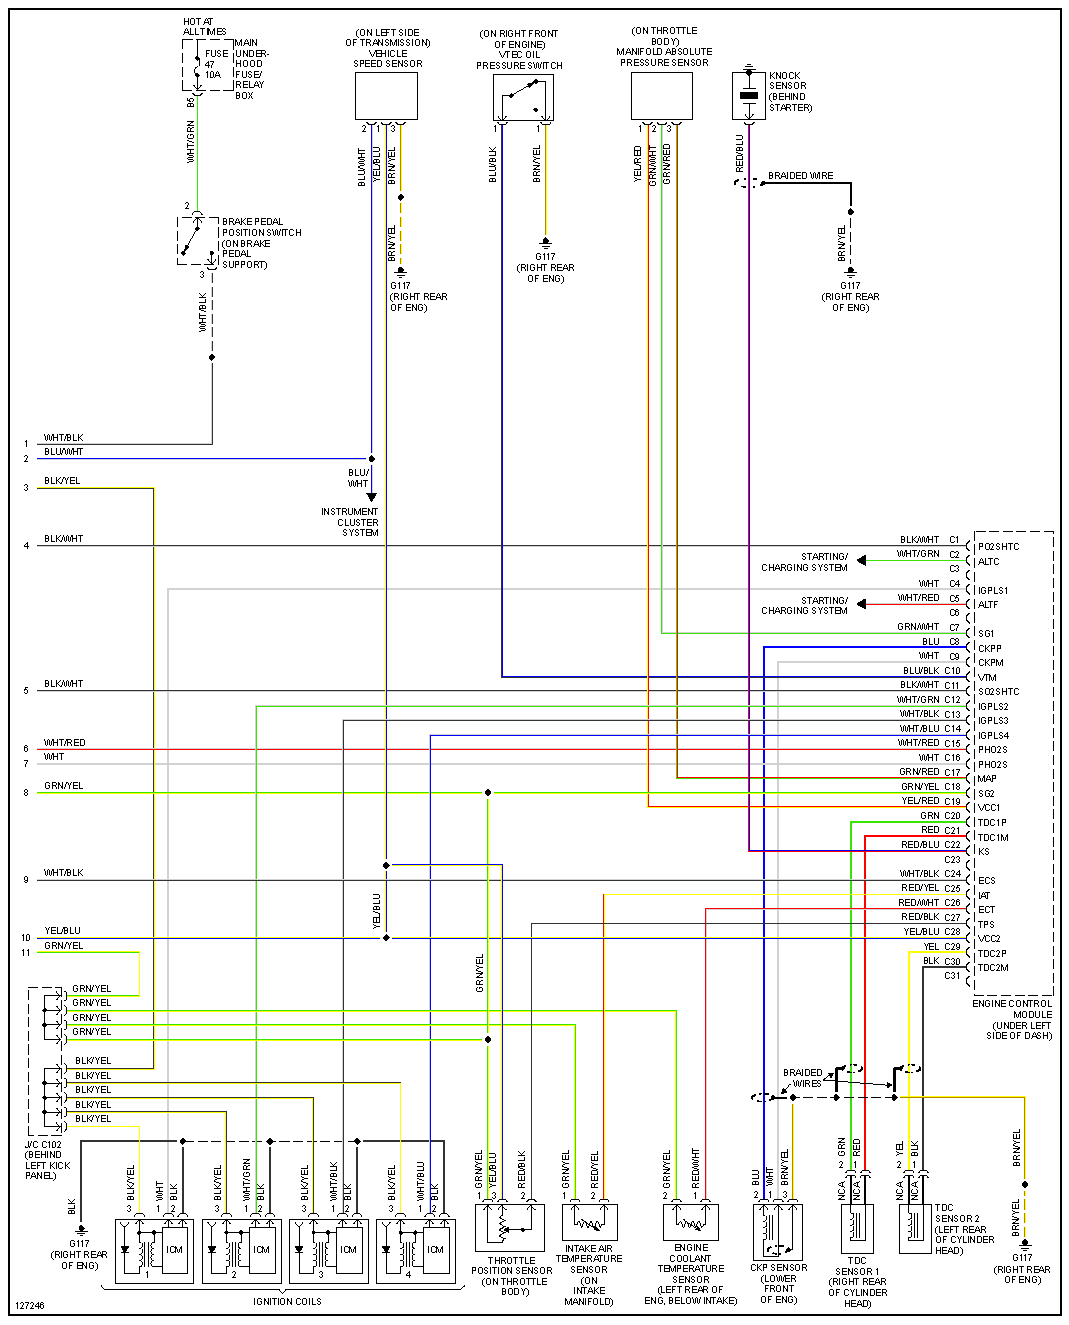 HOT AT
ALL TIMES
FUSE
47
10A
MAIN
UNDER-
HOOD
FUSE/
RELAY
BOX
B5
WHT/GRN
2
BRAKE PEDAL
POSITION SWITCH
(ON BRAKE
PEDAL
SUPPORT)
3
WHT/BLK
(ON LEFT SIDE
OF TRANSMISSION)
VEHICLE
SPEED SENSOR
2 1 3
BLU/WHT
YEL/BLU
BRN/YEL
BRN/YEL
G117
(RIGHT REAR
OF ENG)
(ON RIGHT FRONT
OF ENGINE)
VTEC OIL
PRESSURE SWITCH
1 1
BLU/BLK
BRN/YEL
G117
(RIGHT REAR
OF ENG)
(ON THROTTLE
BODY)
MANIFOLD ABSOLUTE
PRESSURE SENSOR
1 2 3
YEL/RED
GRN/WHT
GRN/RED
KNOCK
SENSOR
(BEHIND
STARTER)
RED/BLU
BRAIDED WIRE
BRN/YEL
G117
(RIGHT REAR
OF ENG)
1 WHT/BLK
2 BLU/WHT
3 BLK/YEL
4 BLK/WHT
5 BLK/WHT
6 WHT/RED
7 WHT
8 GRN/YEL
9 WHT/BLK
10 YEL/BLU
11 GRN/YEL
BLU/
WHT
INSTRUMENT
CLUSTER
SYSTEM
STARTING/
CHARGING SYSTEM
STARTING/
CHARGING SYSTEM
BLK/WHT C1 PO2SHTC
WHT/GRN C2 ALTC
C3
WHT C4 IGPLS1
WHT/RED C5 ALTF
C6
GRN/WHT C7 SG1
BLU C8 CKPP
WHT C9 CKPM
BLU/BLK C10 VTM
BLK/WHT C11 SO2SHTC
WHT/GRN C12 IGPLS2
WHT/BLK C13 IGPLS3
WHT/BLU C14 IGPLS4
WHT/RED C15 PHO2S
WHT C16 PHO2S
GRN/RED C17 MAP
GRN/YEL C18 SG2
YEL/RED C19 VCC1
GRN C20 TDC1P
RED C21 TDC1M
RED/BLU C22 KS
C23
WHT/BLK C24 ECS
RED/YEL C25 IAT
RED/WHT C26 ECT
RED/BLK C27 TPS
YEL/BLU C28 VCC2
YEL C29 TDC2P
BLK C30 TDC2M
C31
ENGINE CONTROL
MODULE
(UNDER LEFT
SIDE OF DASH)
YEL/BLU
GRN/YEL
GRN/YEL
GRN/YEL
GRN/YEL
GRN/YEL
BLK/YEL
BLK/YEL
BLK/YEL
BLK/YEL
BLK/YEL
J/C C102
(BEHIND
LEFT KICK
PANEL)
BLK
G117
(RIGHT REAR
OF ENG)
BLK/YEL
WHT
BLK
3 1 2
ICM
1
BLK/YEL
WHT/GRN
BLK
3 1 2
ICM
2
BLK/YEL
WHT/BLK
BLK
3 1 2
ICM
3
BLK/YEL
WHT/BLU
BLK
3 1 2
ICM
4
IGNITION COILS
GRN/YEL
YEL/BLU
RED/BLK
1 3 2
THROTTLE
POSITION SENSOR
(ON THROTTLE
BODY)
GRN/YEL
RED/YEL
1 2
INTAKE AIR
TEMPERATURE
SENSOR
(ON
INTAKE
MANIFOLD)
GRN/YEL
RED/WHT
2 1
ENGINE
COOLANT
TEMPERATURE
SENSOR
(LEFT REAR OF
ENG, BELOW INTAKE)
BRAIDED
WIRES
BLU
WHT
BRN/YEL
2 1 3
CKP SENSOR
(LOWER
FRONT
OF ENG)
GRN
RED
2 1
NCA
NCA
TDC
SENSOR 1
(RIGHT REAR
OF CYLINDER
HEAD)
YEL
BLK
2 1
NCA
NCA
TDC
SENSOR 2
(LEFT REAR
OF CYLINDER
HEAD)
BRN/YEL
BRN/YEL
G117
(RIGHT REAR
OF ENG)
127246